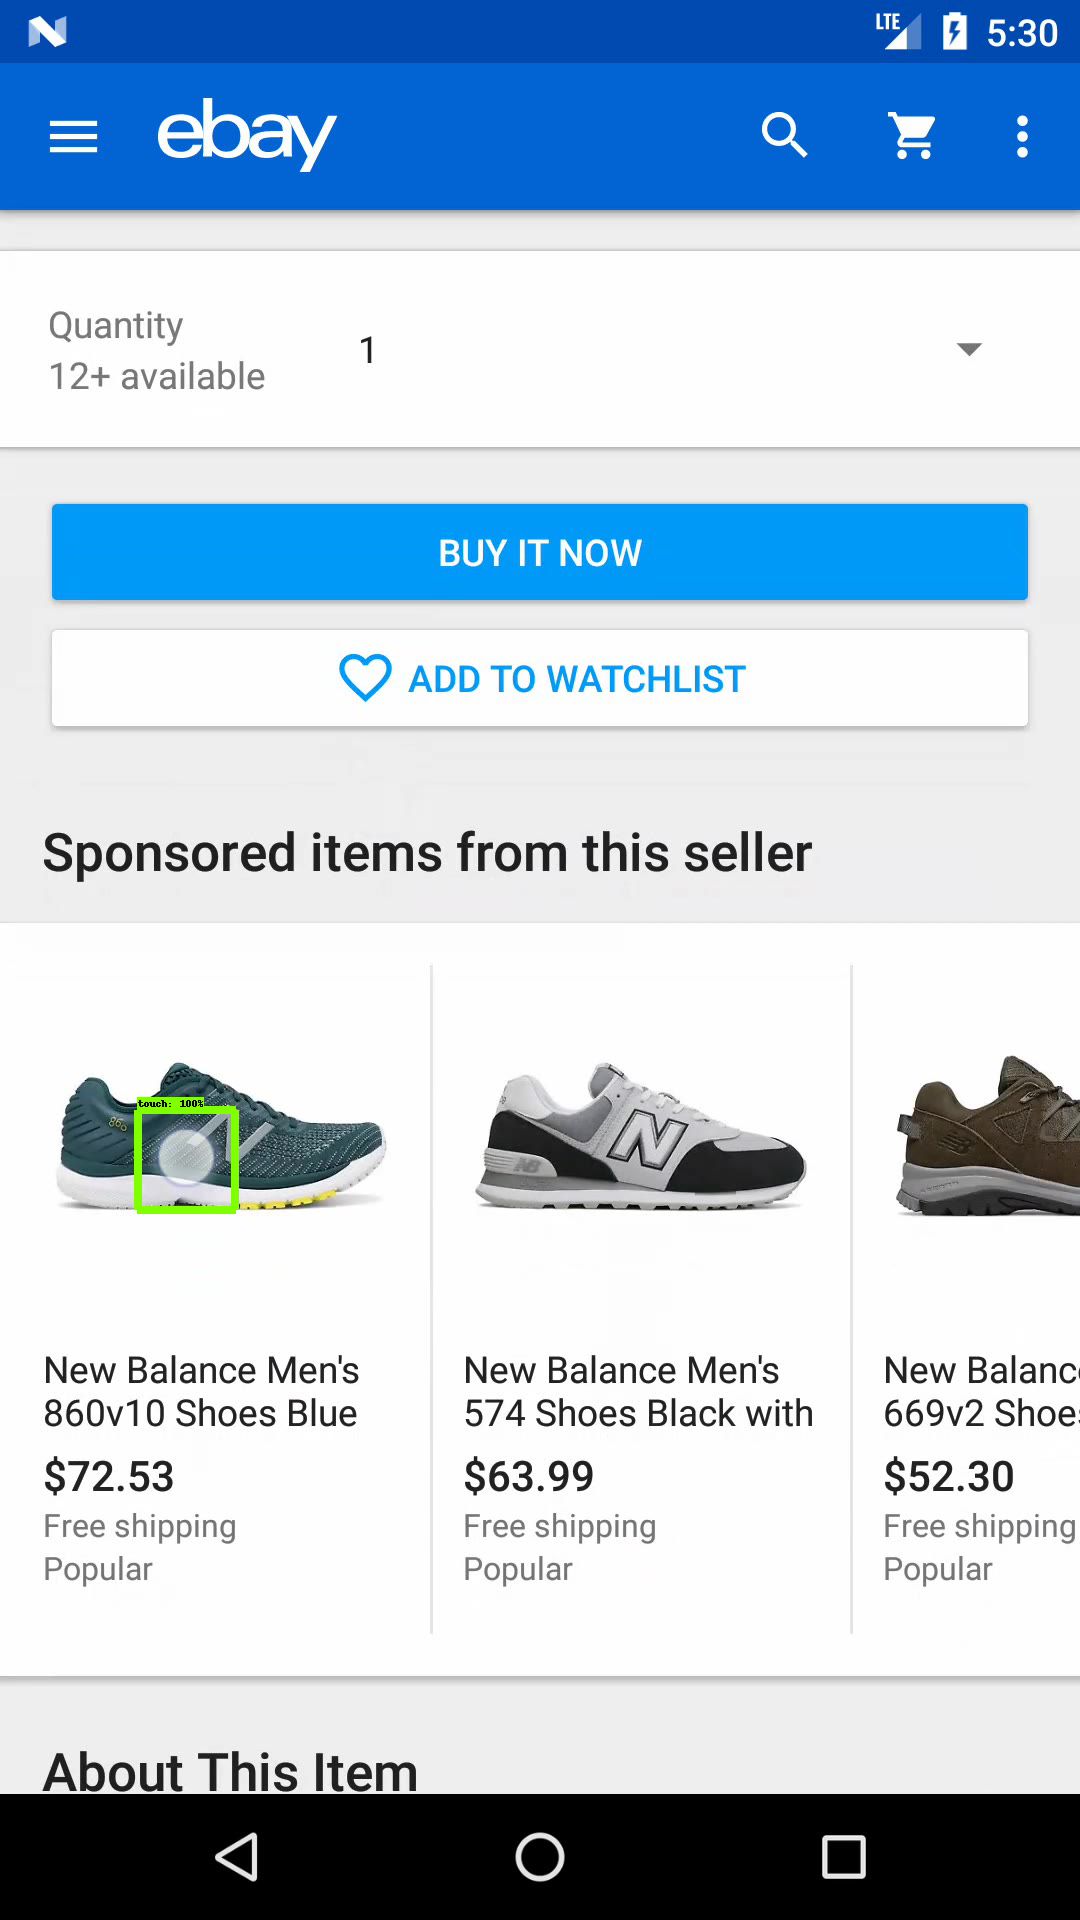 LTE 5:30
ebay
Quantity
12+ available
1
BUY IT NOW
ADD TO WATCHLIST
Sponsored items from this seller
860
touch: 100%
N
NB
New Balance Men's
860v10 Shoes Blue
$72.53
Free shipping
Popular
New Balance Men's
574 Shoes Black with
$63.99
Free shipping
Popular
New Balanc
669v2 Shoe
$52.30
Free shipping
Popular
About This Item